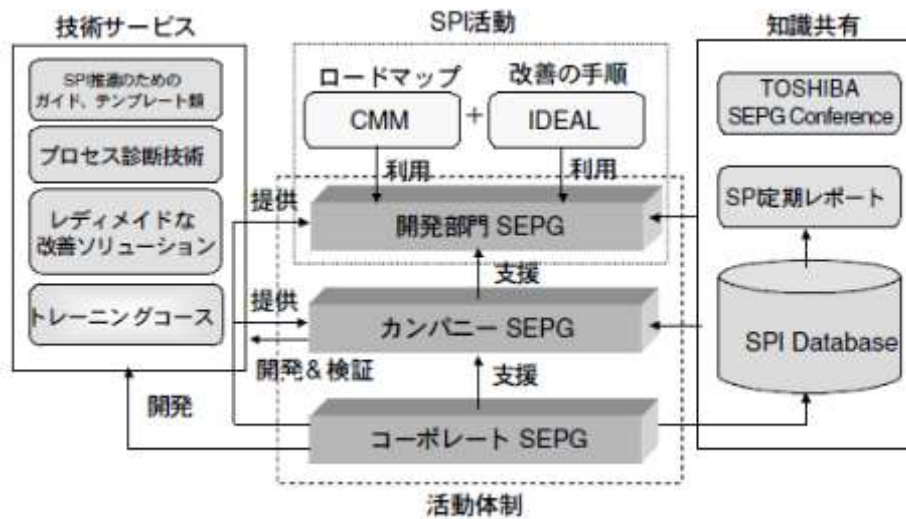 技術サービス
SPI推進のための
ガイド、テンプレート類
プロセス診断技術
レディメイドな
改善ソリューション
トレーニングコース
SPI活動
ロードマップ
改善の手順
CMM
+
IDEAL
利用
利用
提供
開発部門 SEPG
支援
提供
カンパニー SEPG
開発&検証
支援
開発
コーポレート SEPG
活動体制
知識共有
TOSHIBA
SEPG Conference
SPI定期レポート
SPI Database